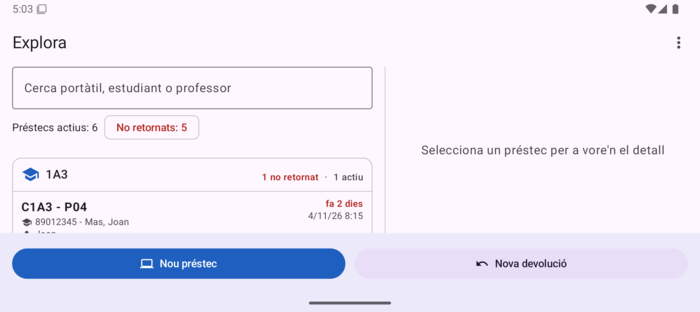 5:03
Explora
Cerca portàtil, estudiant o professor
Préstecs actius: 6
No retornats: 5
1A3
1 no retornat · 1 actiu
C1A3 - P04
fa 2 dies
89012345 - Mas, Joan
4/11/26 8:15
Selecciona un préstec per a vore'n el detall
Nou préstec
Nova devolució